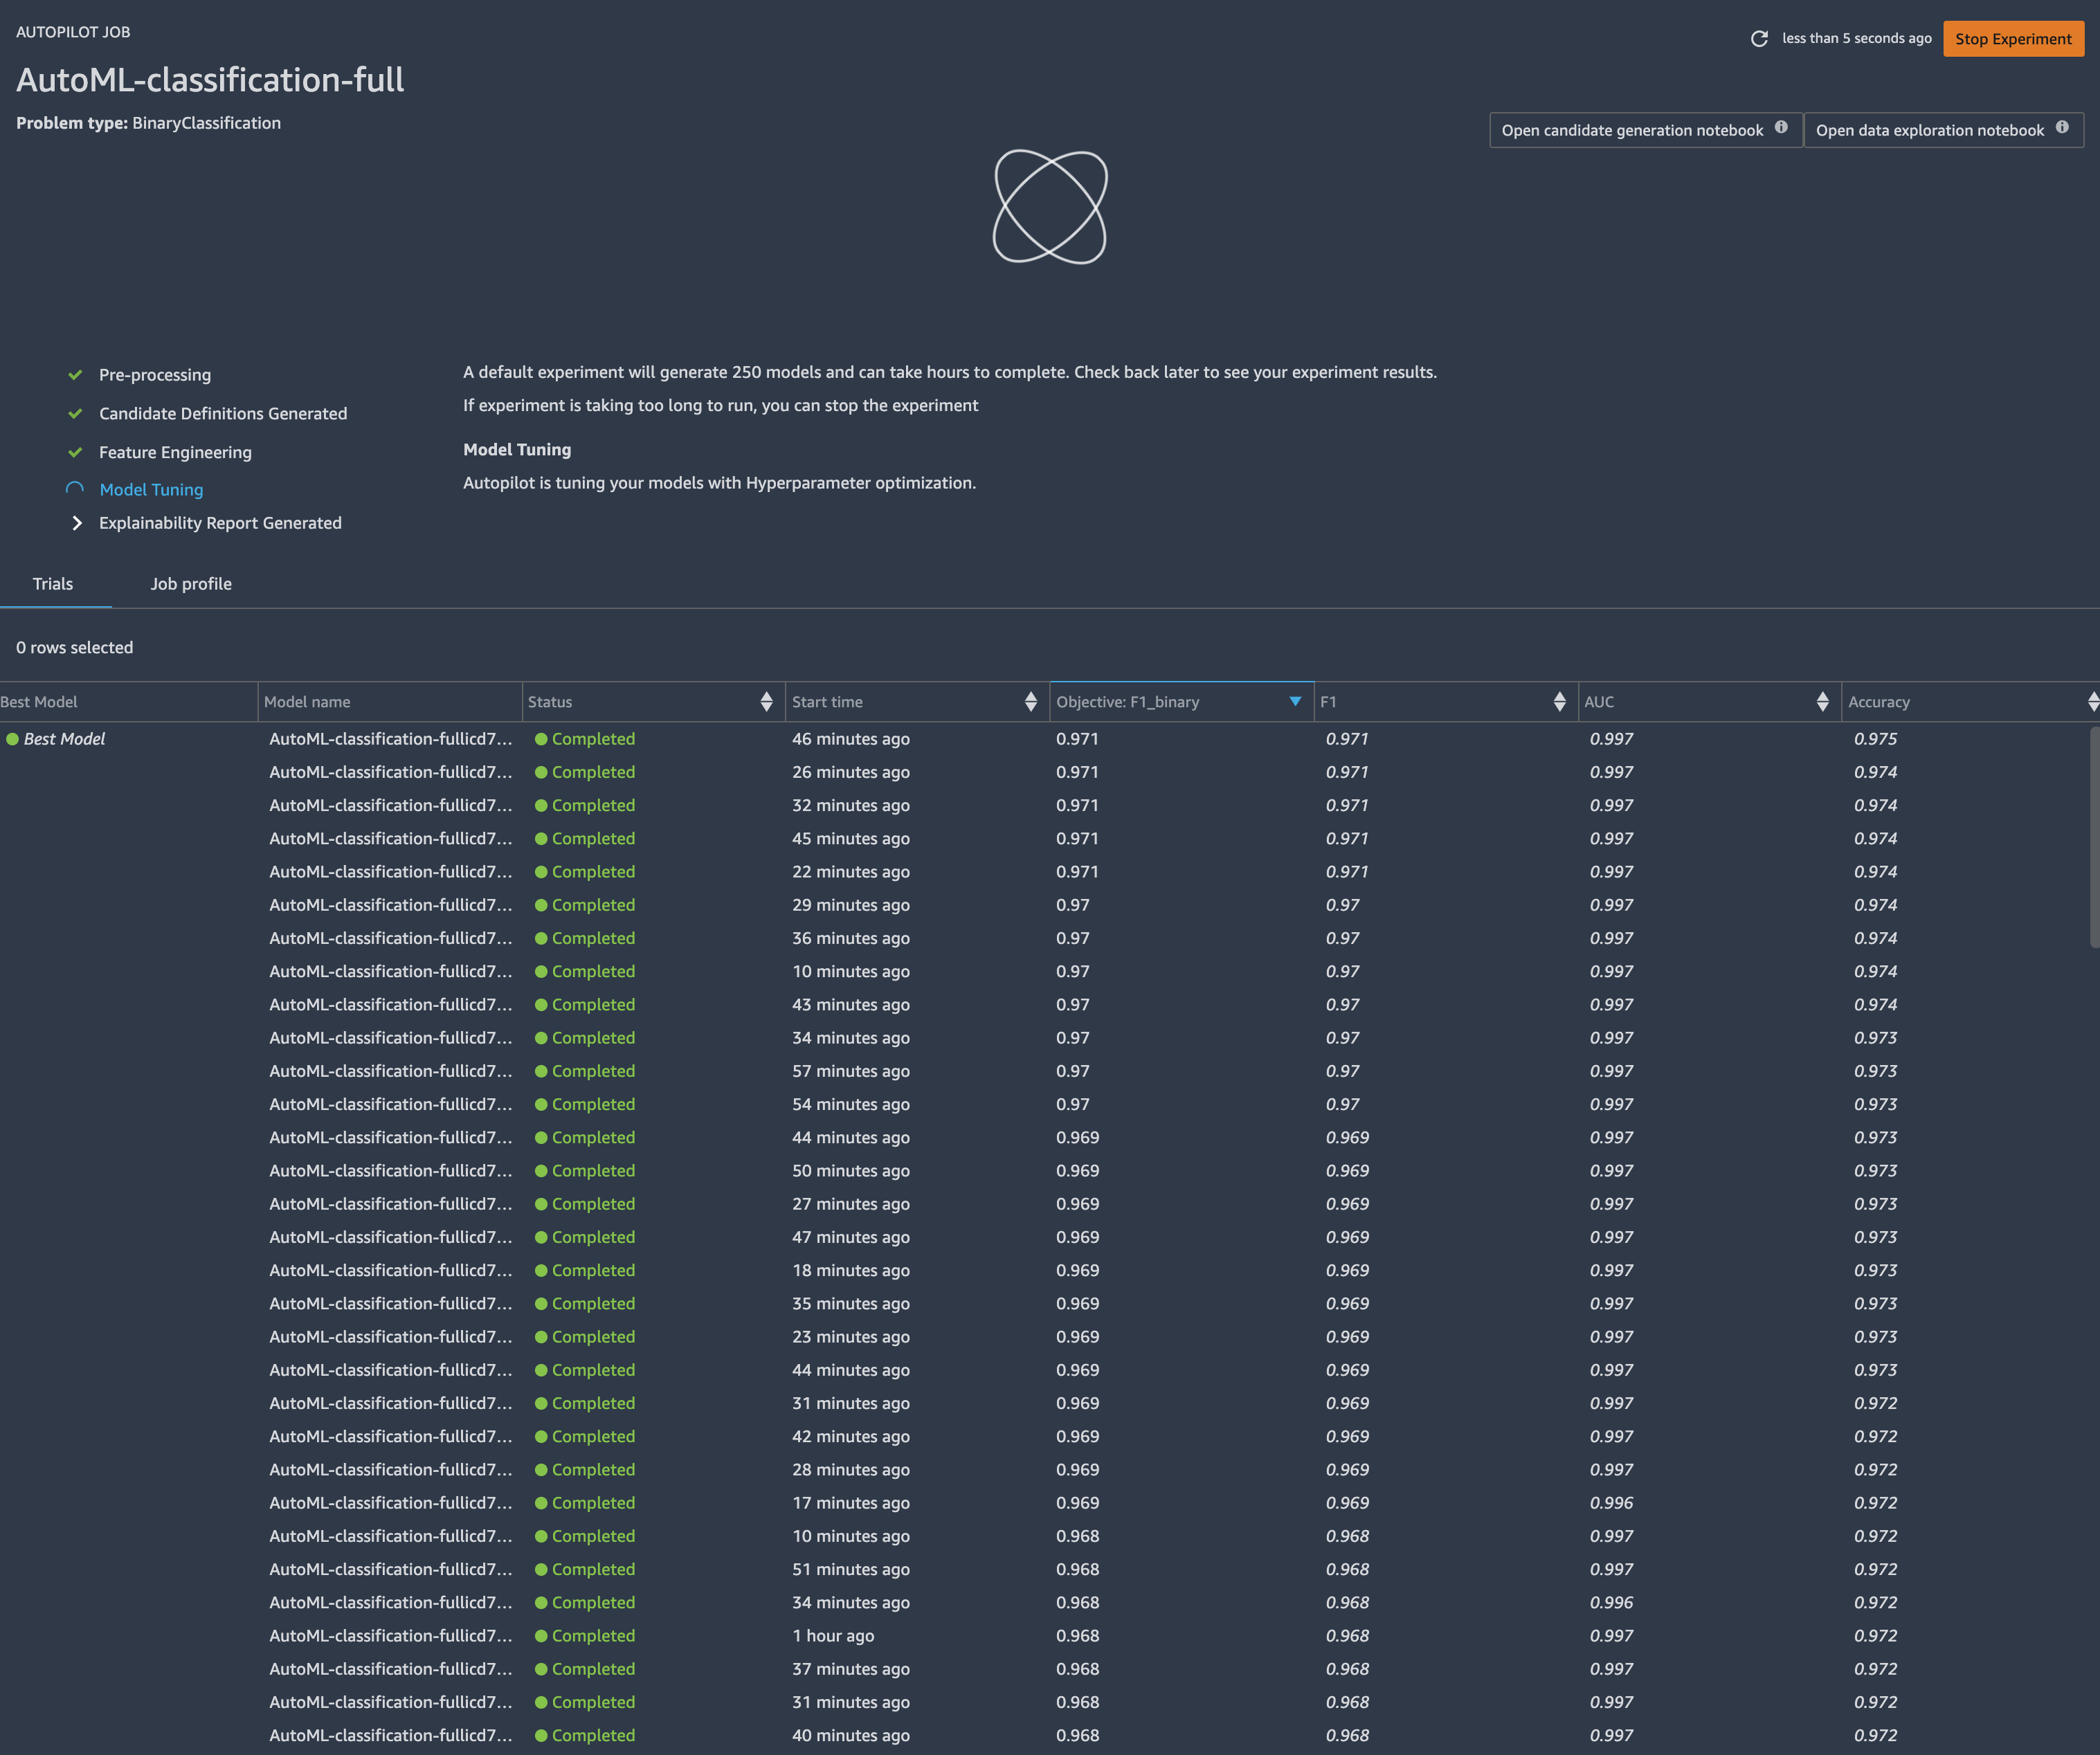 AUTOPILOT JOB
less than 5 seconds ago Stop Experiment
AutoML-classification-full
Problem type: BinaryClassification
Open candidate generation notebook Open data exploration notebook
Pre-processing
Candidate Definitions Generated
Feature Engineering
Model Tuning
Explainability Report Generated
A default experiment will generate 250 models and can take hours to complete. Check back later to see your experiment results.
If experiment is taking too long to run, you can stop the experiment
Model Tuning
Autopilot is tuning your models with Hyperparameter optimization.
Trials Job profile
0 rows selected
Best Model Model name Status Start time Objective: F1_binary F1 AUC Accuracy
Best Model AutoML-classification-fullicd7... Completed 46 minutes ago 0.971 0.971 0.997 0.975
AutoML-classification-fullicd7... Completed 26 minutes ago 0.971 0.971 0.997 0.974
AutoML-classification-fullicd7... Completed 32 minutes ago 0.971 0.971 0.997 0.974
AutoML-classification-fullicd7... Completed 45 minutes ago 0.971 0.971 0.997 0.974
AutoML-classification-fullicd7... Completed 22 minutes ago 0.971 0.971 0.997 0.974
AutoML-classification-fullicd7... Completed 29 minutes ago 0.97 0.97 0.997 0.974
AutoML-classification-fullicd7... Completed 36 minutes ago 0.97 0.97 0.997 0.974
AutoML-classification-fullicd7... Completed 10 minutes ago 0.97 0.97 0.997 0.974
AutoML-classification-fullicd7... Completed 43 minutes ago 0.97 0.97 0.997 0.974
AutoML-classification-fullicd7... Completed 34 minutes ago 0.97 0.97 0.997 0.973
AutoML-classification-fullicd7... Completed 57 minutes ago 0.97 0.97 0.997 0.973
AutoML-classification-fullicd7... Completed 54 minutes ago 0.97 0.97 0.997 0.973
AutoML-classification-fullicd7... Completed 44 minutes ago 0.969 0.969 0.997 0.973
AutoML-classification-fullicd7... Completed 50 minutes ago 0.969 0.969 0.997 0.973
AutoML-classification-fullicd7... Completed 27 minutes ago 0.969 0.969 0.997 0.973
AutoML-classification-fullicd7... Completed 47 minutes ago 0.969 0.969 0.997 0.973
AutoML-classification-fullicd7... Completed 18 minutes ago 0.969 0.969 0.997 0.973
AutoML-classification-fullicd7... Completed 35 minutes ago 0.969 0.969 0.997 0.973
AutoML-classification-fullicd7... Completed 23 minutes ago 0.969 0.969 0.997 0.973
AutoML-classification-fullicd7... Completed 44 minutes ago 0.969 0.969 0.997 0.973
AutoML-classification-fullicd7... Completed 31 minutes ago 0.969 0.969 0.997 0.972
AutoML-classification-fullicd7... Completed 42 minutes ago 0.969 0.969 0.997 0.972
AutoML-classification-fullicd7... Completed 28 minutes ago 0.969 0.969 0.997 0.972
AutoML-classification-fullicd7... Completed 17 minutes ago 0.969 0.969 0.996 0.972
AutoML-classification-fullicd7... Completed 10 minutes ago 0.968 0.968 0.997 0.972
AutoML-classification-fullicd7... Completed 51 minutes ago 0.968 0.968 0.997 0.972
AutoML-classification-fullicd7... Completed 34 minutes ago 0.968 0.968 0.996 0.972
AutoML-classification-fullicd7... Completed 1 hour ago 0.968 0.968 0.997 0.972
AutoML-classification-fullicd7... Completed 37 minutes ago 0.968 0.968 0.997 0.972
AutoML-classification-fullicd7... Completed 31 minutes ago 0.968 0.968 0.997 0.972
AutoML-classification-fullicd7... Completed 40 minutes ago 0.968 0.968 0.997 0.972